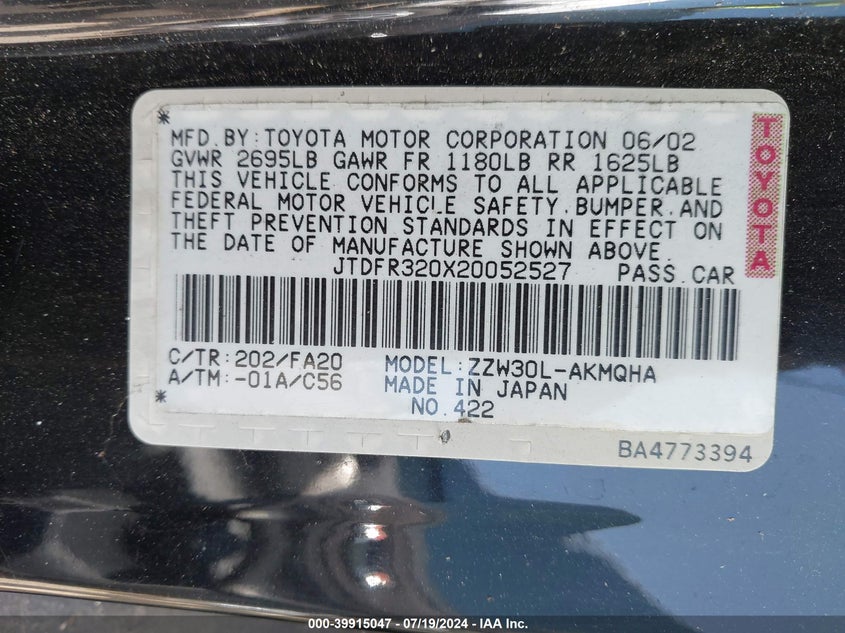 MFD. BY: TOYOTA MOTOR CORPORATION 06/02
GVWR 2695LB GAWR FR 1180LB RR 1625LB
THIS VEHICLE CONFORMS TO ALL APPLICABLE
FEDERAL MOTOR VEHICLE SAFETY, BUMPER, AND
THEFT PREVENTION STANDARDS IN EFFECT ON
THE DATE OF MANUFACTURE SHOWN ABOVE.
JTDFR320X20052527 PASS. CAR
C/TR: 202/FA20 MODEL: ZZW30L-AKMQHA
A/TM: -01A/C56 MADE IN JAPAN
NO. 422
BA4773394
TOYOTA
000-39915047 / 07/19/2024 - © IAA Inc.